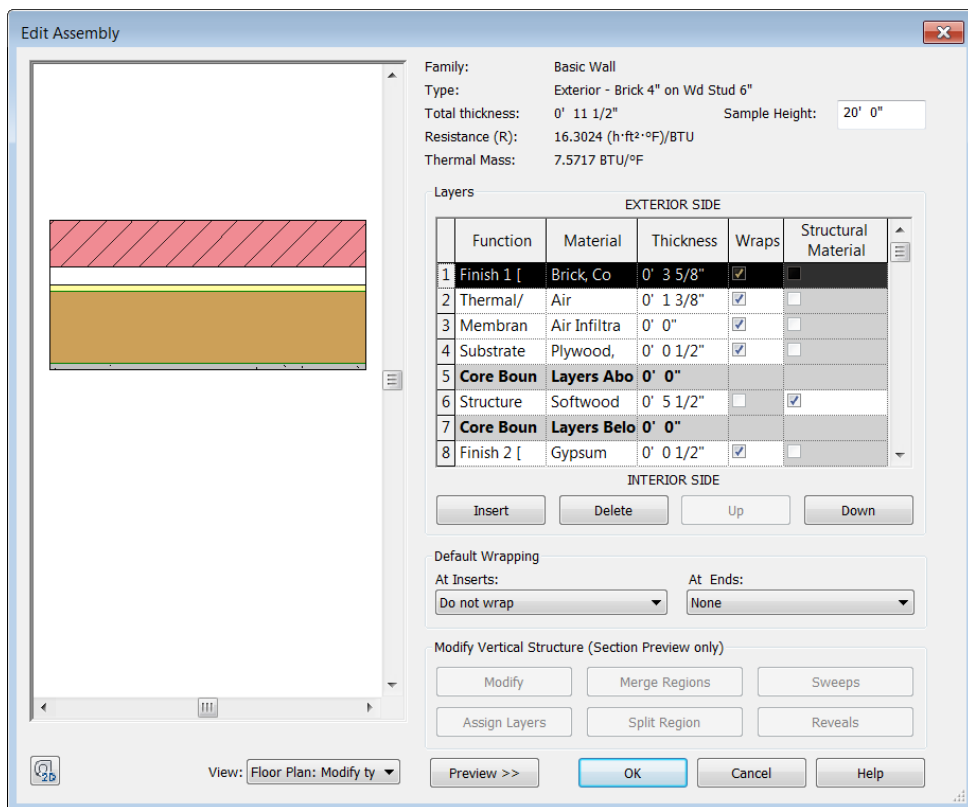 Edit Assembly
Family: Basic Wall
Type: Exterior - Brick 4" on Wd Stud 6"
Total thickness: 0' 11 1/2" Sample Height: 20' 0"
Resistance (R): 16.3024 (h·ft²·ºF)/BTU
Thermal Mass: 7.5717 BTU/ºF
Layers
EXTERIOR SIDE
Function Material Thickness Wraps Structural Material
1 Finish 1 [ Brick, Co 0' 3 5/8"
2 Thermal/ Air 0' 1 3/8"
3 Membran Air Infiltra 0' 0"
4 Substrate Plywood, 0' 0 1/2"
5 Core Boun Layers Abo 0' 0"
6 Structure Softwood 0' 5 1/2"
7 Core Boun Layers Belo 0' 0"
8 Finish 2 [ Gypsum 0' 0 1/2"
INTERIOR SIDE
Insert Delete Up Down
Default Wrapping
At Inserts: At Ends:
Do not wrap None
Modify Vertical Structure (Section Preview only)
Modify Merge Regions Sweeps
Assign Layers Split Region Reveals
2D View: Floor Plan: Modify ty Preview >> OK Cancel Help